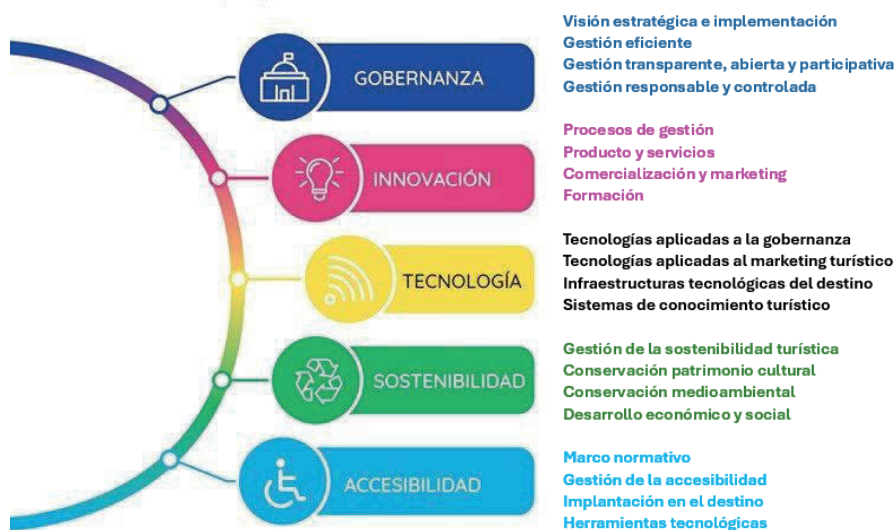 GOBERNANZA
Visión estratégica e implementación
Gestión eficiente
Gestión transparente, abierta y participativa
Gestión responsable y controlada
INNOVACIÓN
Procesos de gestión
Producto y servicios
Comercialización y marketing
Formación
TECNOLOGÍA
Tecnologías aplicadas a la gobernanza
Tecnologías aplicadas al marketing turístico
Infraestructuras tecnológicas del destino
Sistemas de conocimiento turístico
SOSTENIBILIDAD
Gestión de la sostenibilidad turística
Conservación patrimonio cultural
Conservación medioambiental
Desarrollo económico y social
ACCESIBILIDAD
Marco normativo
Gestión de la accesibilidad
Implantación en el destino
Herramientas tecnológicas